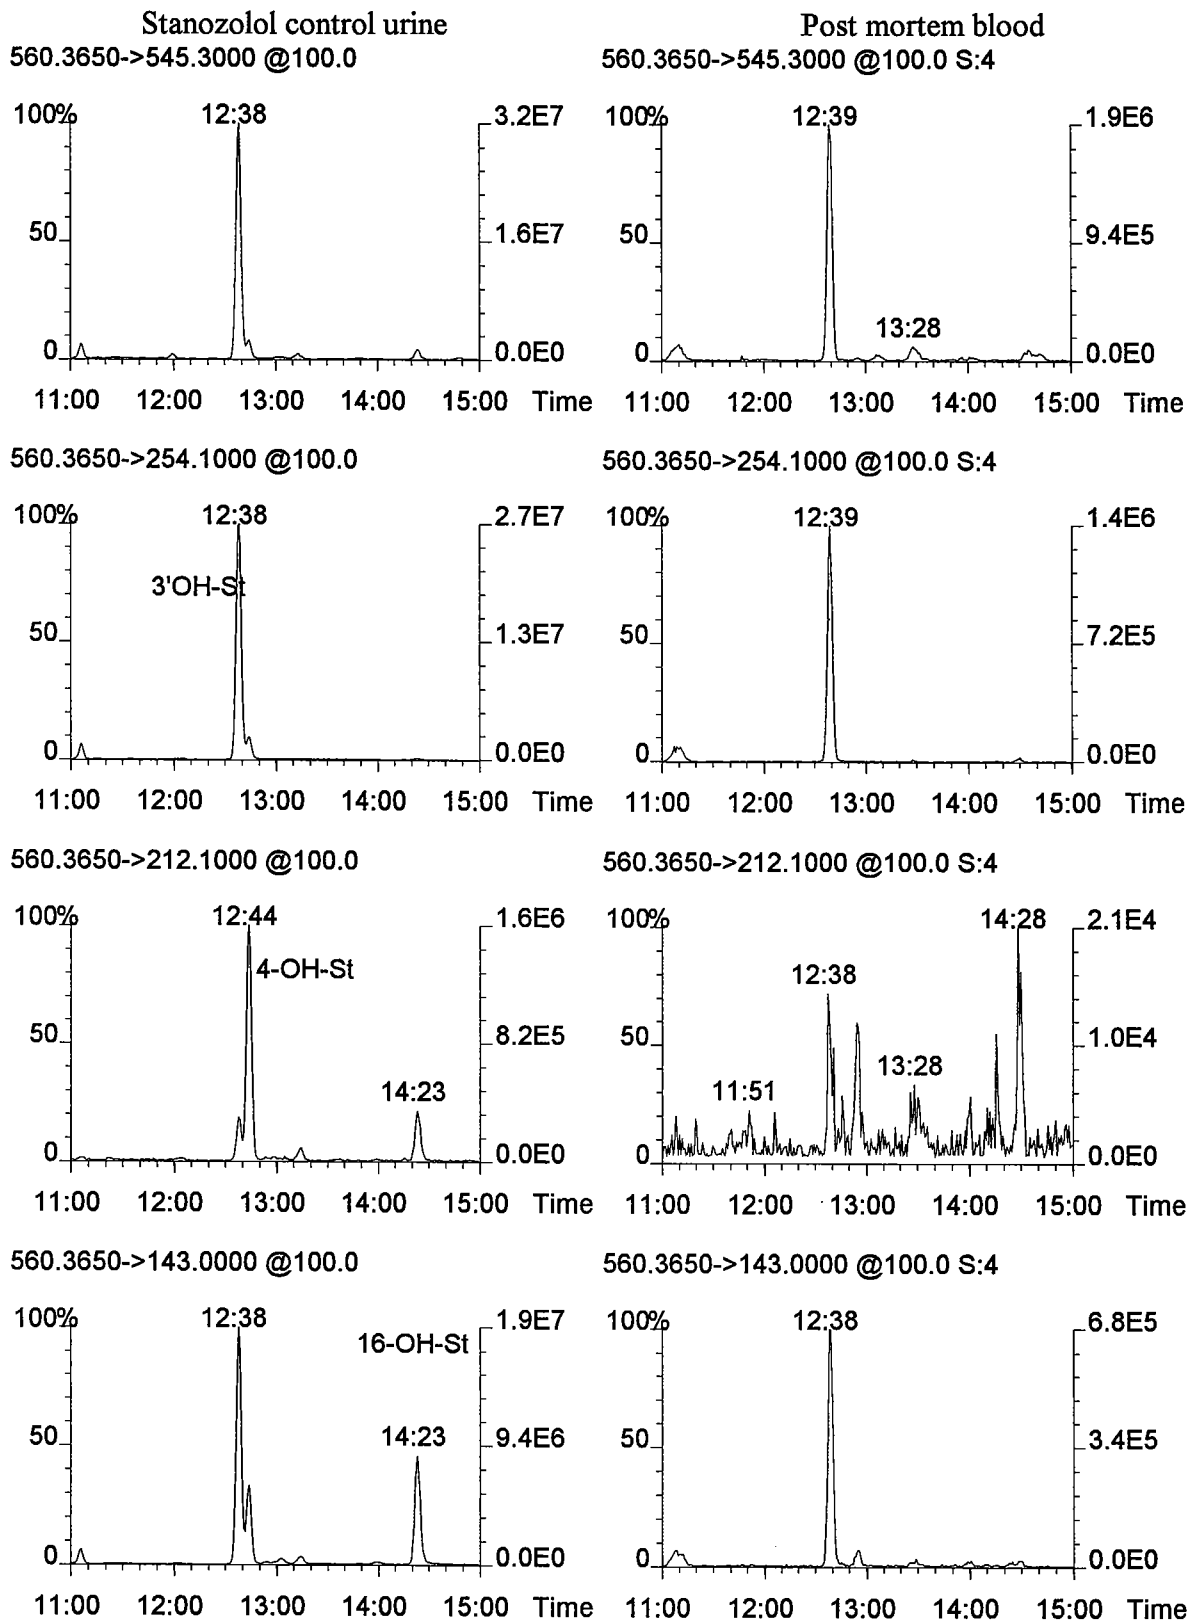 Stanozolol control urine
560.3650->545.3000 @100.0
100%
12:38
3.2E7
50
1.6E7
0
0.0E0
11:00 12:00 13:00 14:00 15:00 Time
Post mortem blood
560.3650->545.3000 @100.0 S:4
100%
12:39
1.9E6
50
9.4E5
13:28
0
0.0E0
11:00 12:00 13:00 14:00 15:00 Time
560.3650->254.1000 @100.0
100%
12:38
2.7E7
3'OH-St
50
1.3E7
0
0.0E0
11:00 12:00 13:00 14:00 15:00 Time
560.3650->254.1000 @100.0 S:4
100%
12:39
1.4E6
50
7.2E5
0
0.0E0
11:00 12:00 13:00 14:00 15:00 Time
560.3650->212.1000 @100.0
100%
12:44
1.6E6
4-OH-St
50
8.2E5
14:23
0
0.0E0
11:00 12:00 13:00 14:00 15:00 Time
560.3650->212.1000 @100.0 S:4
100%
14:28
2.1E4
12:38
50
1.0E4
13:28
11:51
0
0.0E0
11:00 12:00 13:00 14:00 15:00 Time
560.3650->143.0000 @100.0
100%
12:38
1.9E7
16-OH-St
50
14:23
9.4E6
0
0.0E0
11:00 12:00 13:00 14:00 15:00 Time
560.3650->143.0000 @100.0 S:4
100%
12:38
6.8E5
50
3.4E5
0
0.0E0
11:00 12:00 13:00 14:00 15:00 Time